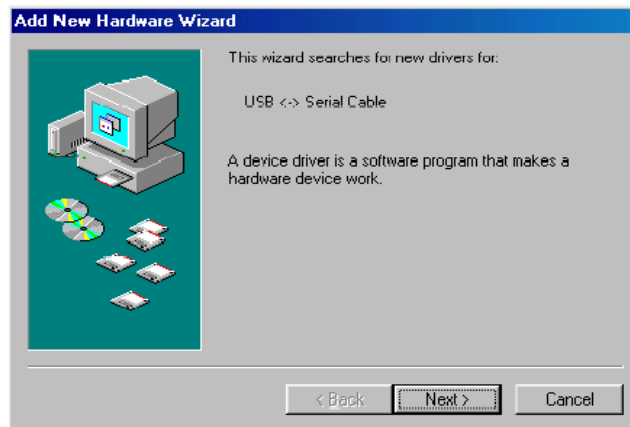 Add New Hardware Wizard
This wizard searches for new drivers for:
USB <-> Serial Cable
A device driver is a software program that makes a
hardware device work.
< Back
Next >
Cancel